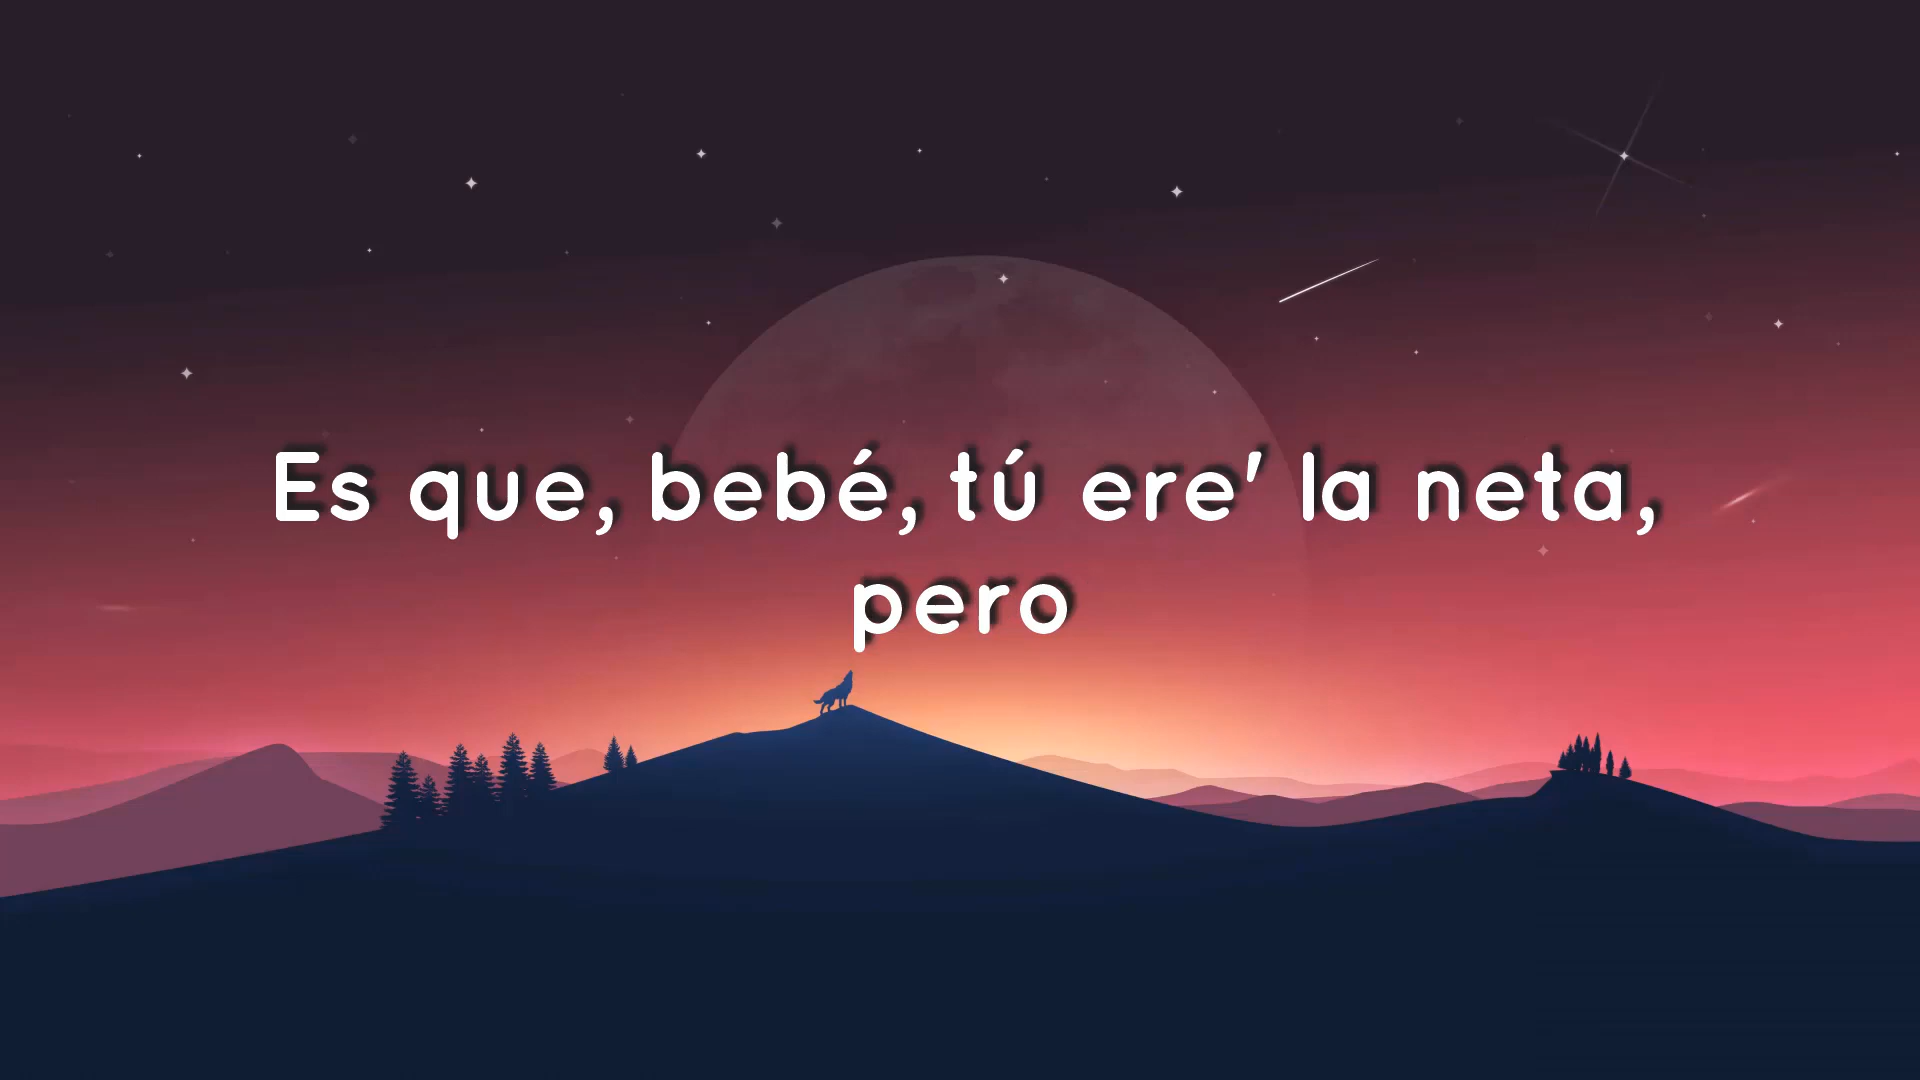 Es que, bebé, tú ere' la neta,
pero